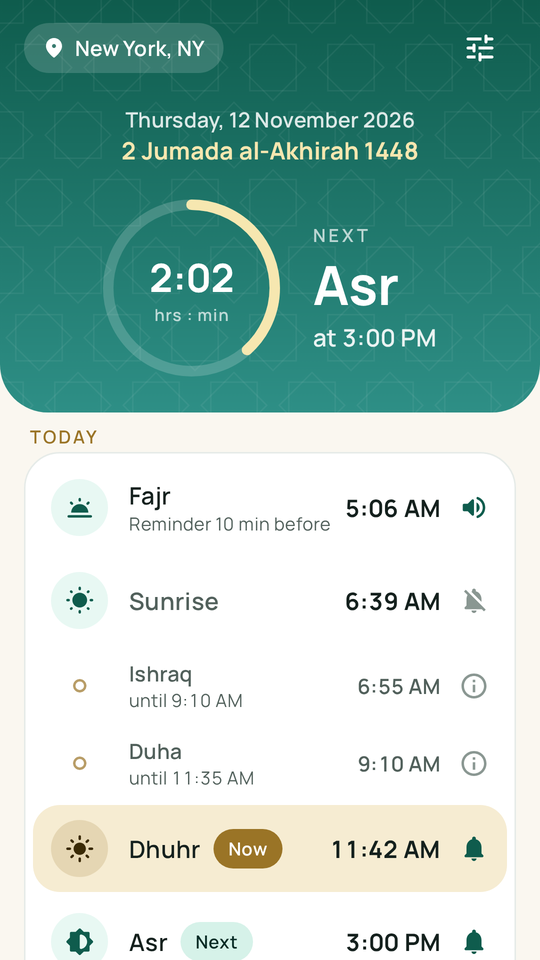 New York, NY
Thursday, 12 November 2026
2 Jumada al-Akhirah 1448
2:02
hrs : min
NEXT
Asr
at 3:00 PM
TODAY
Fajr
Reminder 10 min before
5:06 AM
Sunrise
6:39 AM
Ishraq
until 9:10 AM
6:55 AM
Duha
until 11:35 AM
9:10 AM
Dhuhr Now 11:42 AM
Asr Next 3:00 PM